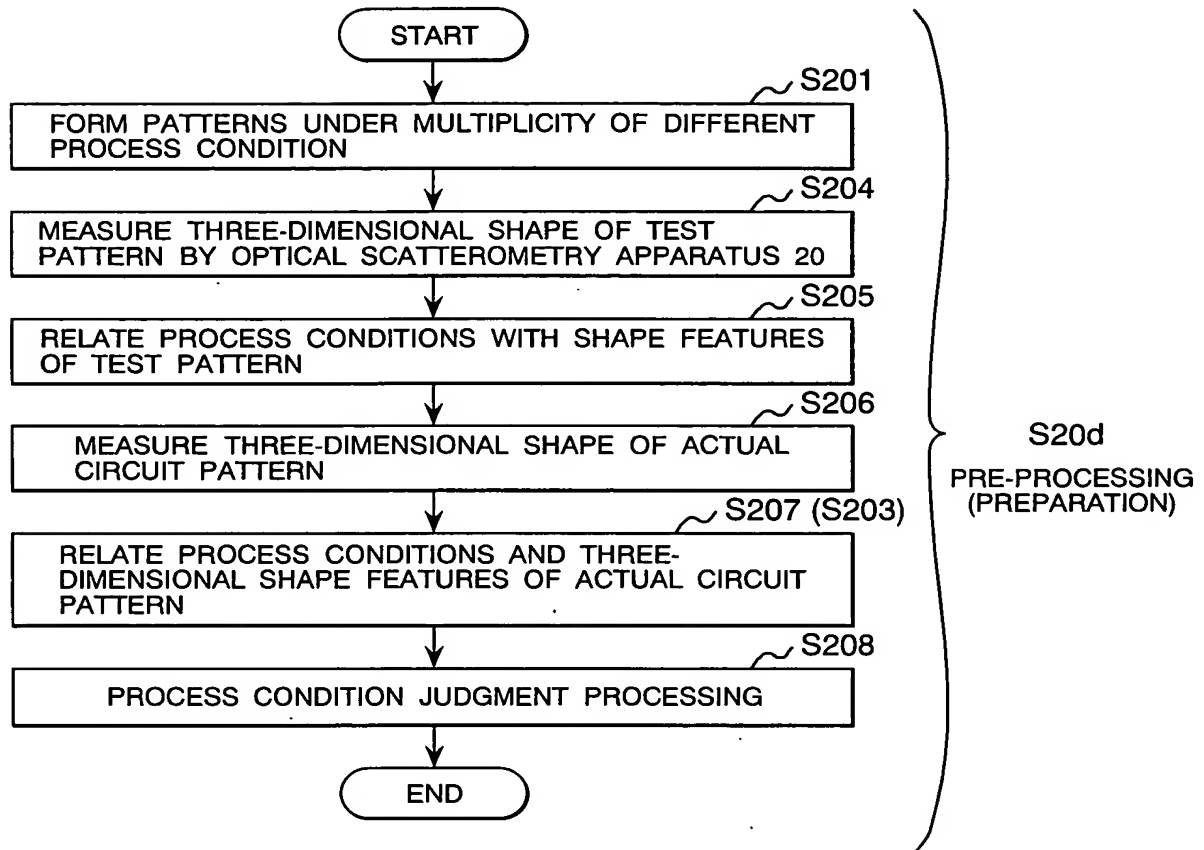 START
S201
FORM PATTERNS UNDER MULTIPLICITY OF DIFFERENT
PROCESS CONDITION
S204
MEASURE THREE-DIMENSIONAL SHAPE OF TEST
PATTERN BY OPTICAL SCATTEROMETRY APPARATUS 20
S205
RELATE PROCESS CONDITIONS WITH SHAPE FEATURES
OF TEST PATTERN
S206
MEASURE THREE-DIMENSIONAL SHAPE OF ACTUAL
CIRCUIT PATTERN
S207 (S203)
RELATE PROCESS CONDITIONS AND THREE-
DIMENSIONAL SHAPE FEATURES OF ACTUAL CIRCUIT
PATTERN
S208
PROCESS CONDITION JUDGMENT PROCESSING
END
S20d
PRE-PROCESSING
(PREPARATION)